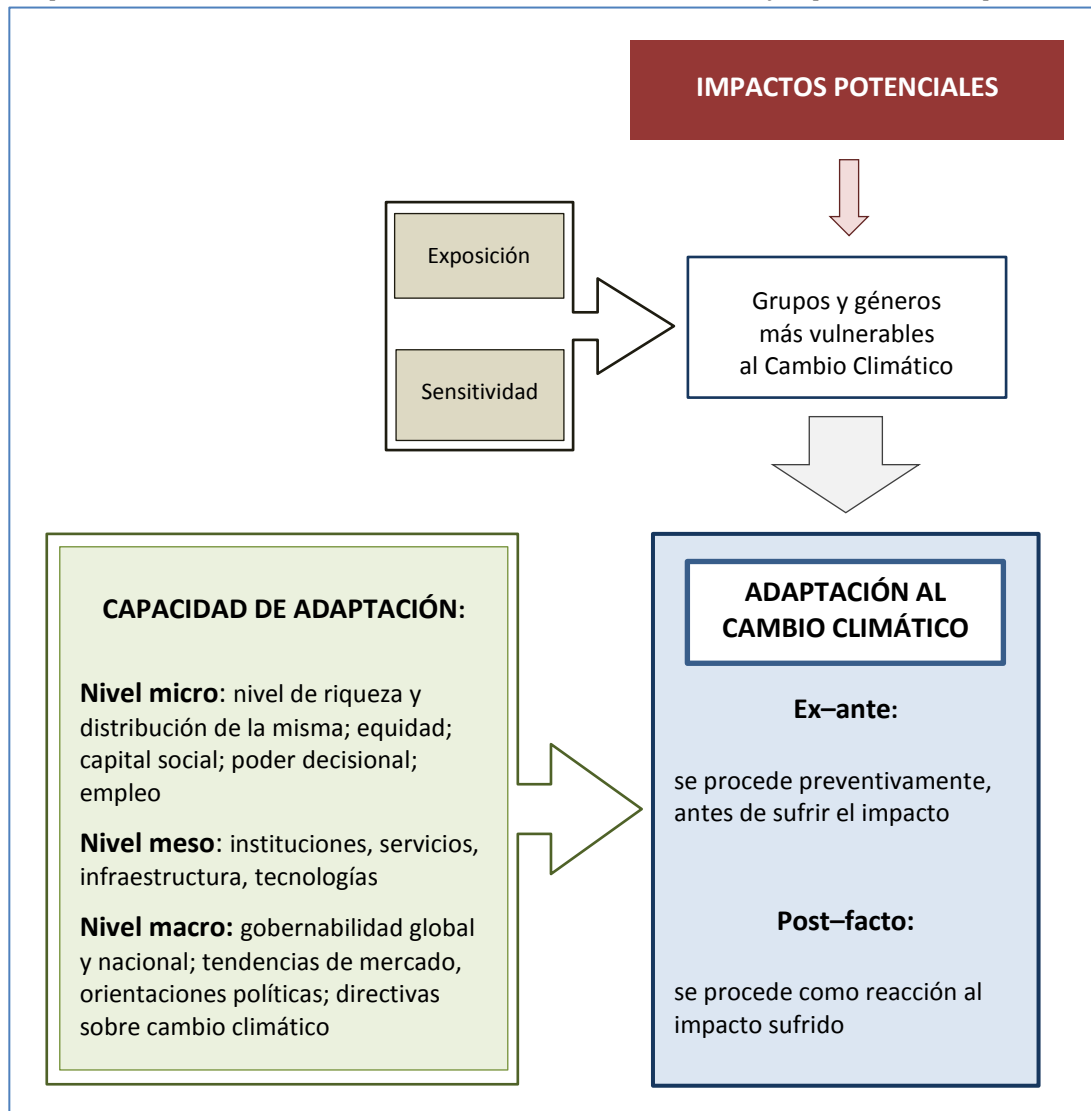 IMPACTOS POTENCIALES
Exposición
Sensitividad
Grupos y géneros
más vulnerables
al Cambio Climático
CAPACIDAD DE ADAPTACIÓN:
Nivel micro: nivel de riqueza y
distribución de la misma; equidad;
capital social; poder decisional;
empleo
Nivel meso: instituciones, servicios,
infraestructura, tecnologías
Nivel macro: gobernabilidad global
y nacional; tendencias de mercado,
orientaciones políticas; directivas
sobre cambio climático
ADAPTACIÓN AL
CAMBIO CLIMÁTICO
Ex–ante:
se procede preventivamente,
antes de sufrir el impacto
Post–facto:
se procede como reacción al
impacto sufrido